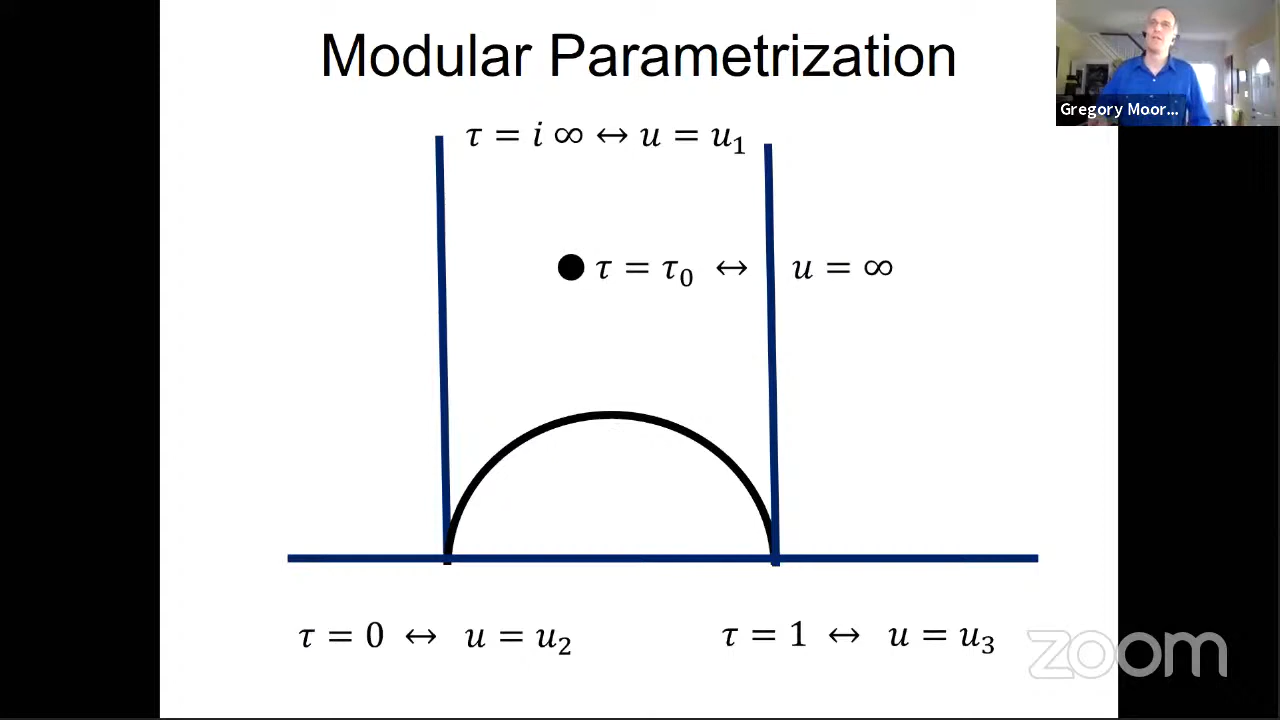 Modular Parametrization
Gregory Moor...
τ = i ∞ ↔ u = u₁
τ = τ₀ ↔ u = ∞
τ = 0 ↔ u = u₂
τ = 1 ↔ u = u₃
zoom